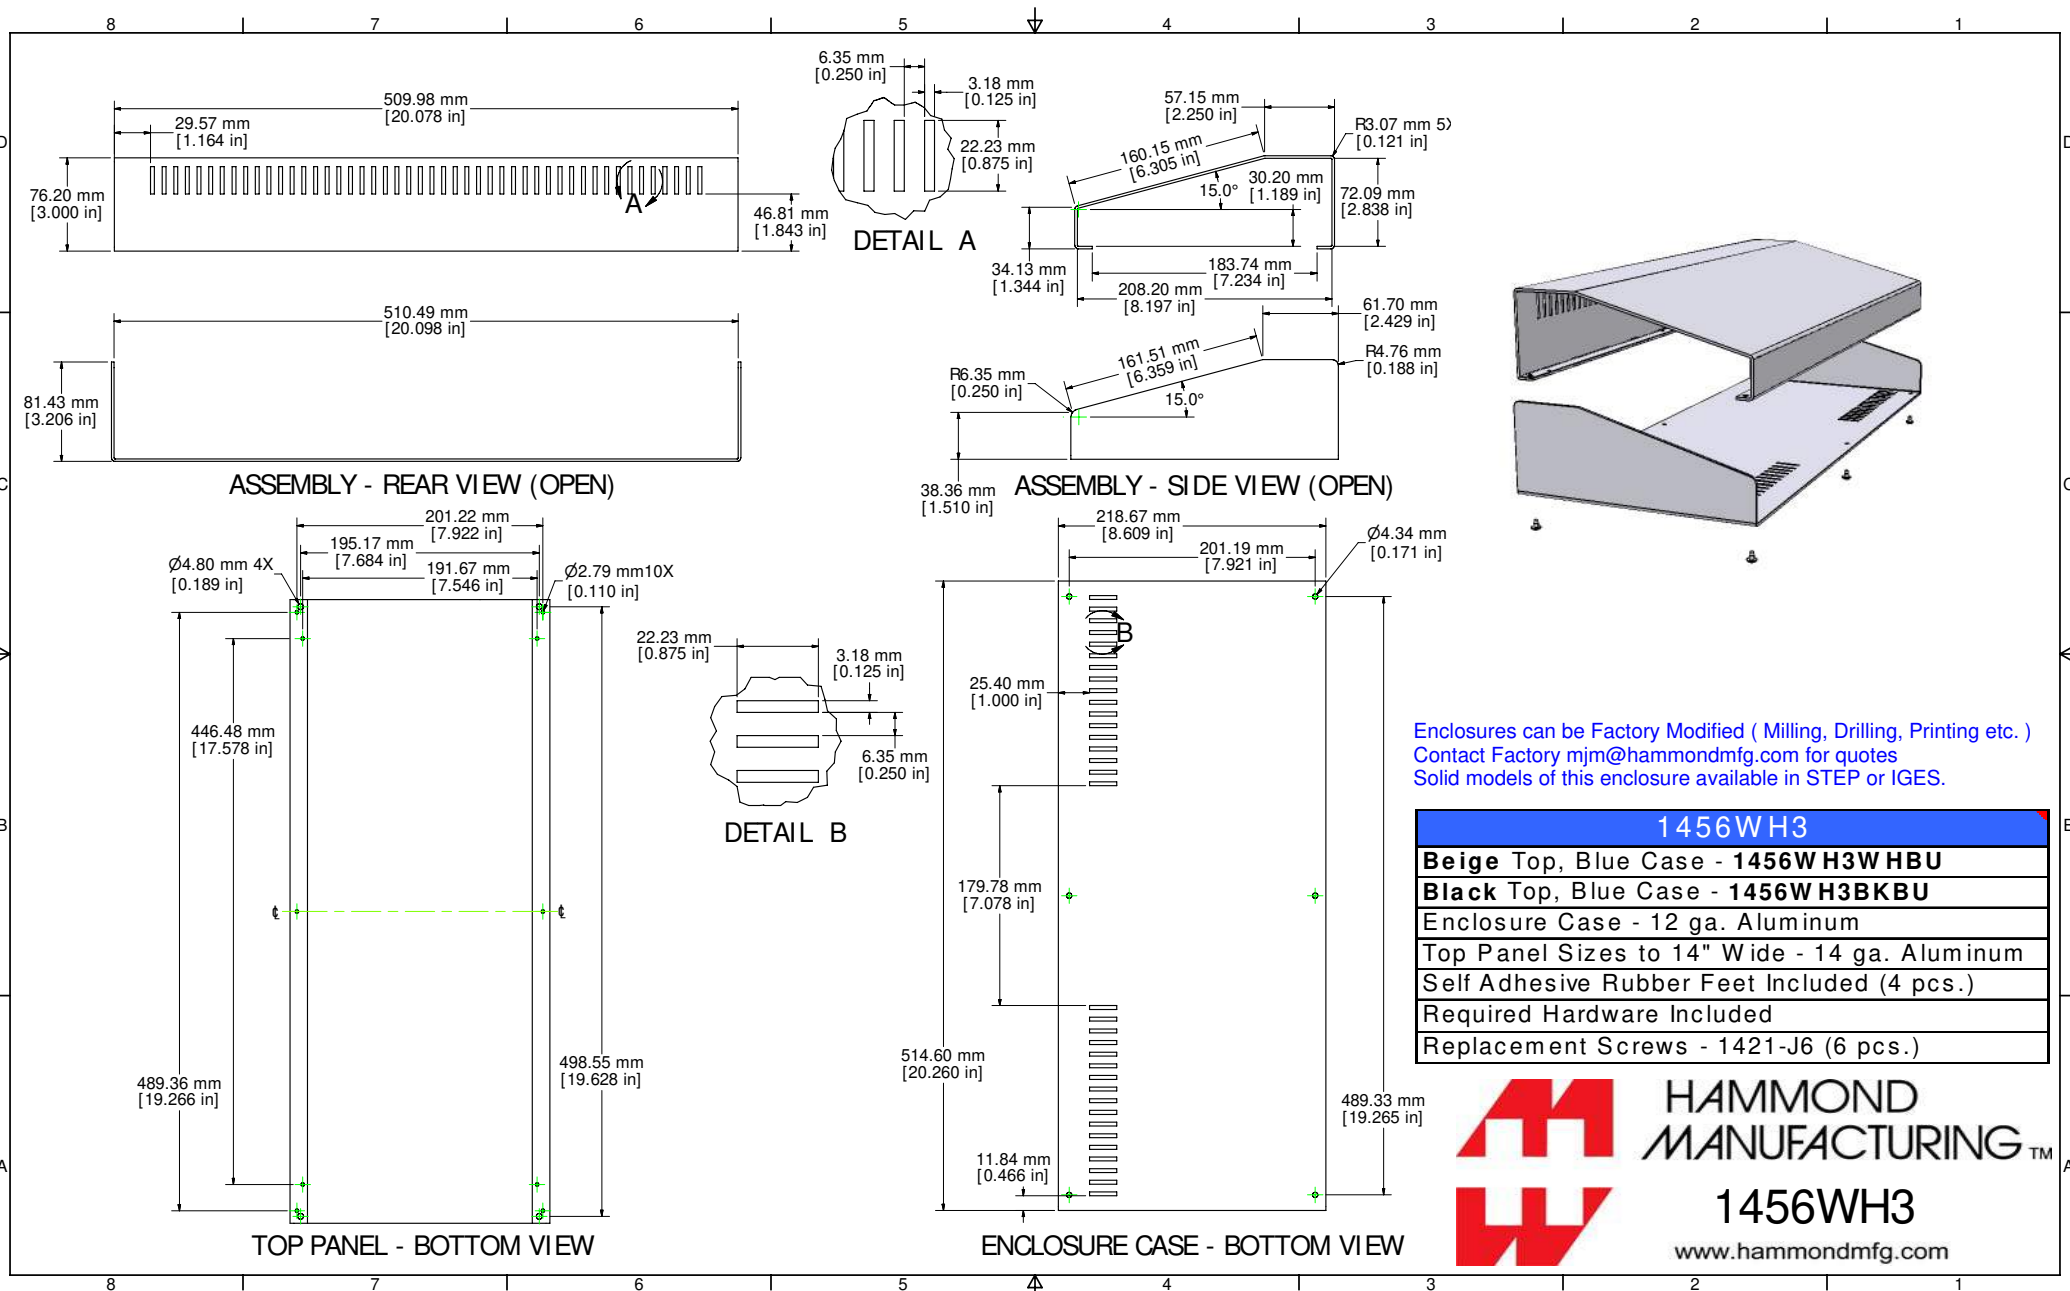 8 7 6 5 4 3 2 1
D
D
C
C
B
B
A
A
509.98 mm
[20.078 in]
29.57 mm
[1.164 in]
76.20 mm
[3.000 in]
46.81 mm
[1.843 in]
A
6.35 mm
[0.250 in]
3.18 mm
[0.125 in]
22.23 mm
[0.875 in]
DETAIL A
57.15 mm
[2.250 in]
R3.07 mm 5X
[0.121 in]
160.15 mm
[6.305 in]
15.0°
30.20 mm
[1.189 in]
72.09 mm
[2.838 in]
34.13 mm
[1.344 in]
183.74 mm
[7.234 in]
208.20 mm
[8.197 in]
510.49 mm
[20.098 in]
81.43 mm
[3.206 in]
ASSEMBLY - REAR VIEW (OPEN)
61.70 mm
[2.429 in]
161.51 mm
[6.359 in]
R4.76 mm
[0.188 in]
R6.35 mm
[0.250 in]
15.0°
38.36 mm
[1.510 in]
ASSEMBLY - SIDE VIEW (OPEN)
201.22 mm
[7.922 in]
195.17 mm
[7.684 in]
191.67 mm
[7.546 in]
Ø4.80 mm 4X
[0.189 in]
Ø2.79 mm10X
[0.110 in]
446.48 mm
[17.578 in]
489.36 mm
[19.266 in]
498.55 mm
[19.628 in]
℄
℄
TOP PANEL - BOTTOM VIEW
22.23 mm
[0.875 in]
3.18 mm
[0.125 in]
6.35 mm
[0.250 in]
DETAIL B
218.67 mm
[8.609 in]
201.19 mm
[7.921 in]
Ø4.34 mm
[0.171 in]
B
25.40 mm
[1.000 in]
179.78 mm
[7.078 in]
514.60 mm
[20.260 in]
489.33 mm
[19.265 in]
11.84 mm
[0.466 in]
ENCLOSURE CASE - BOTTOM VIEW
Enclosures can be Factory Modified ( Milling, Drilling, Printing etc. )
Contact Factory mjm@hammondmfg.com for quotes
Solid models of this enclosure available in STEP or IGES.
1456WH3
Beige Top, Blue Case - 1456WH3WHBU
Black Top, Blue Case - 1456WH3BKBU
Enclosure Case - 12 ga. Aluminum
Top Panel Sizes to 14" Wide - 14 ga. Aluminum
Self Adhesive Rubber Feet Included (4 pcs.)
Required Hardware Included
Replacement Screws - 1421-J6 (6 pcs.)
HAMMOND
MANUFACTURING TM
1456WH3
www.hammondmfg.com
8 7 6 5 4 3 2 1